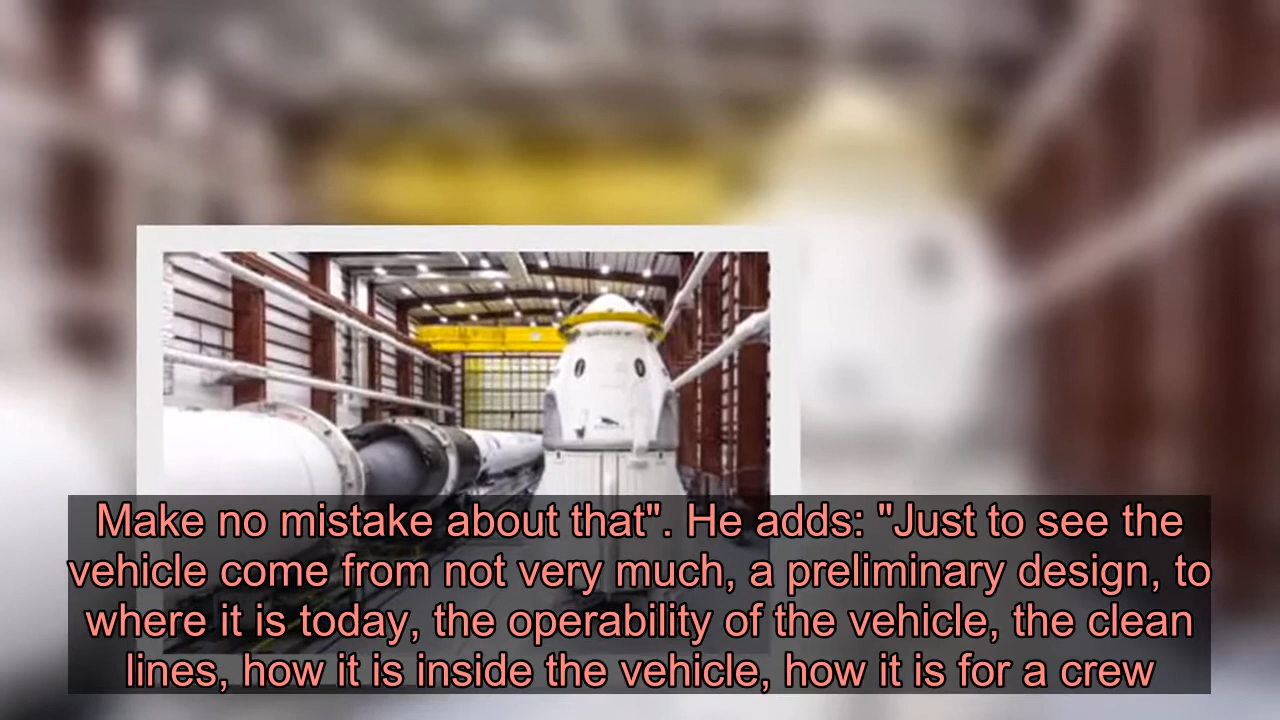 Make no mistake about that". He adds: "Just to see the
vehicle come from not very much, a preliminary design, to
where it is today, the operability of the vehicle, the clean
lines, how it is inside the vehicle, how it is for a crew